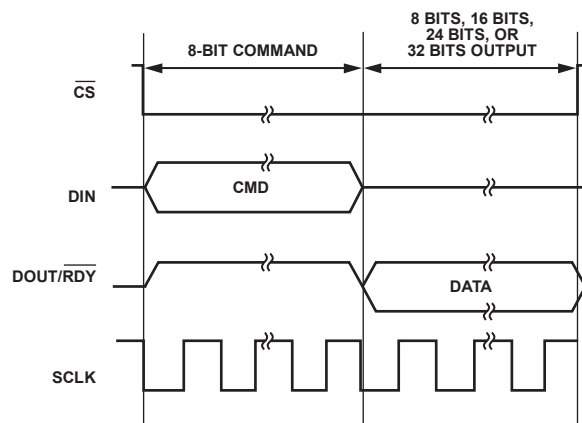 8 BITS, 16 BITS,
24 BITS, OR
32 BITS OUTPUT
8-BIT COMMAND
CS
DIN
CMD
DOUT/RDY
DATA
SCLK